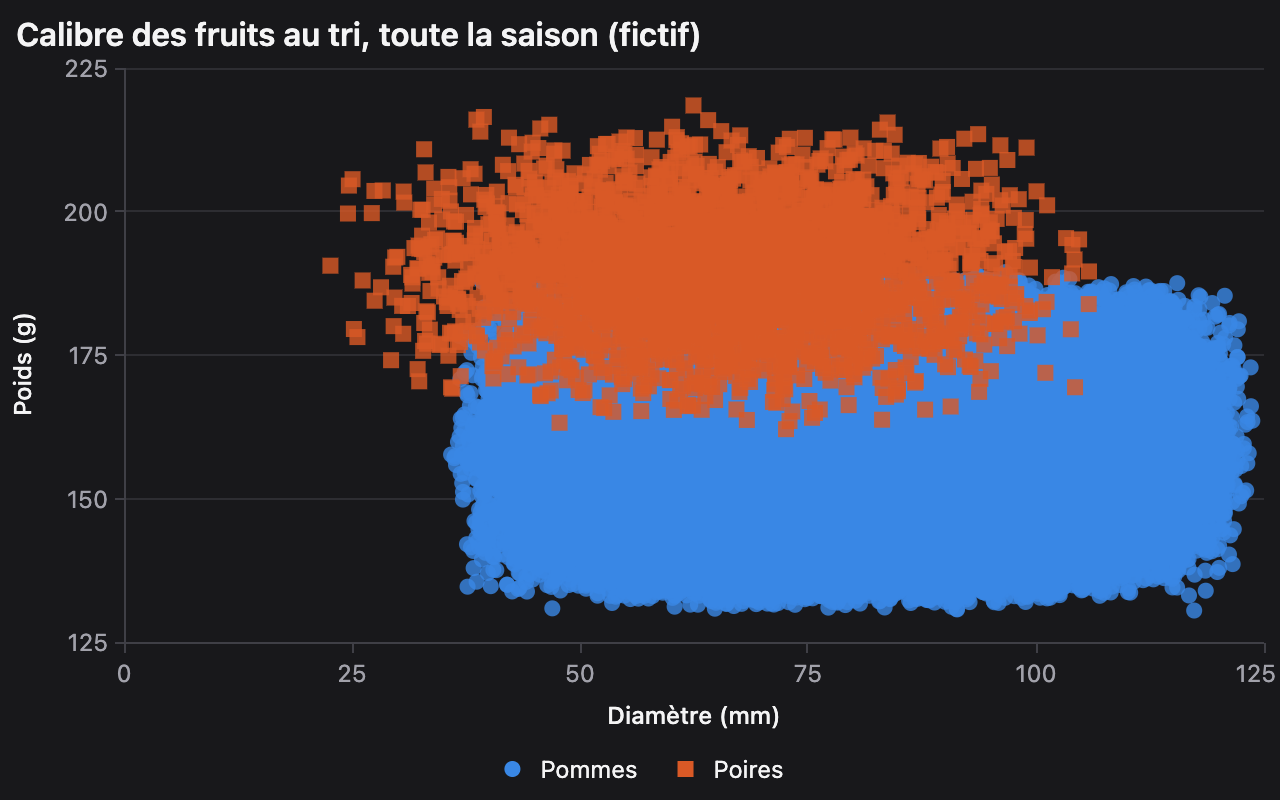 Calibre des fruits au tri, toute la saison (fictif)
225
200
175
150
125
Poids (g)
0 25 50 75 100 125
Diamètre (mm)
Pommes Poires